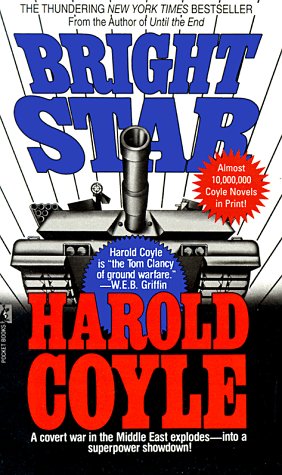 THE THUNDERING NEW YORK TIMES BESTSELLER
From the Author of Until the End
BRIGHT
STAR
Almost
10,000,000
Coyle Novels
in Print!
Harold Coyle
is "the Tom Clancy
of ground warfare."
—W.E.B. Griffin
HAROLD
COYLE
POCKET BOOKS
A covert war in the Middle East explodes—into a
superpower showdown!